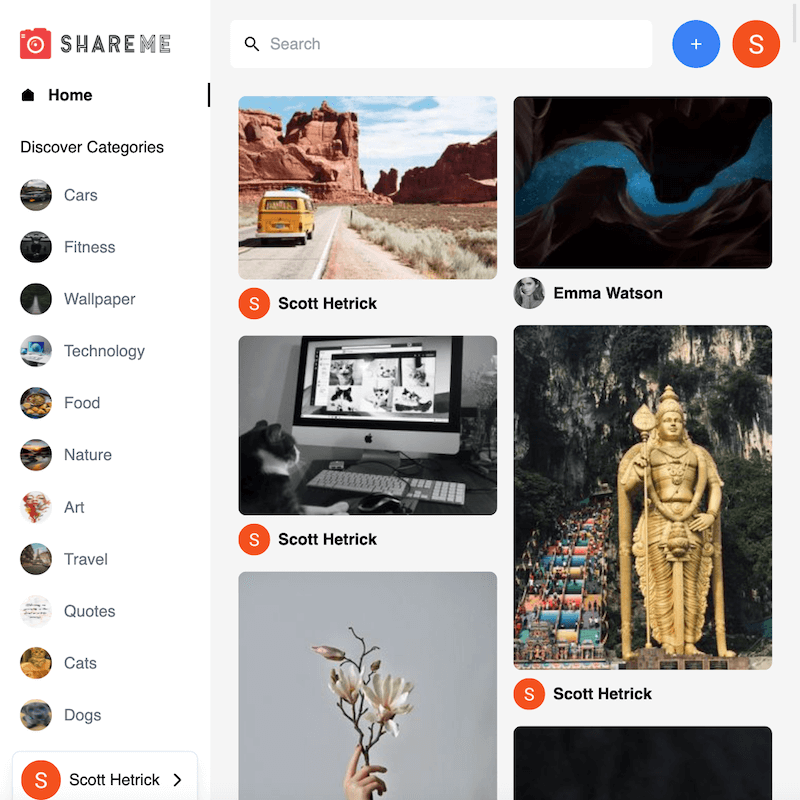 SHAREME
Search
+
S
Home
Discover Categories
Cars
Fitness
Wallpaper
Technology
Food
Nature
Art
Travel
Quotes
Cats
Dogs
S Scott Hetrick
S Scott Hetrick
Emma Watson
S Scott Hetrick
S Scott Hetrick